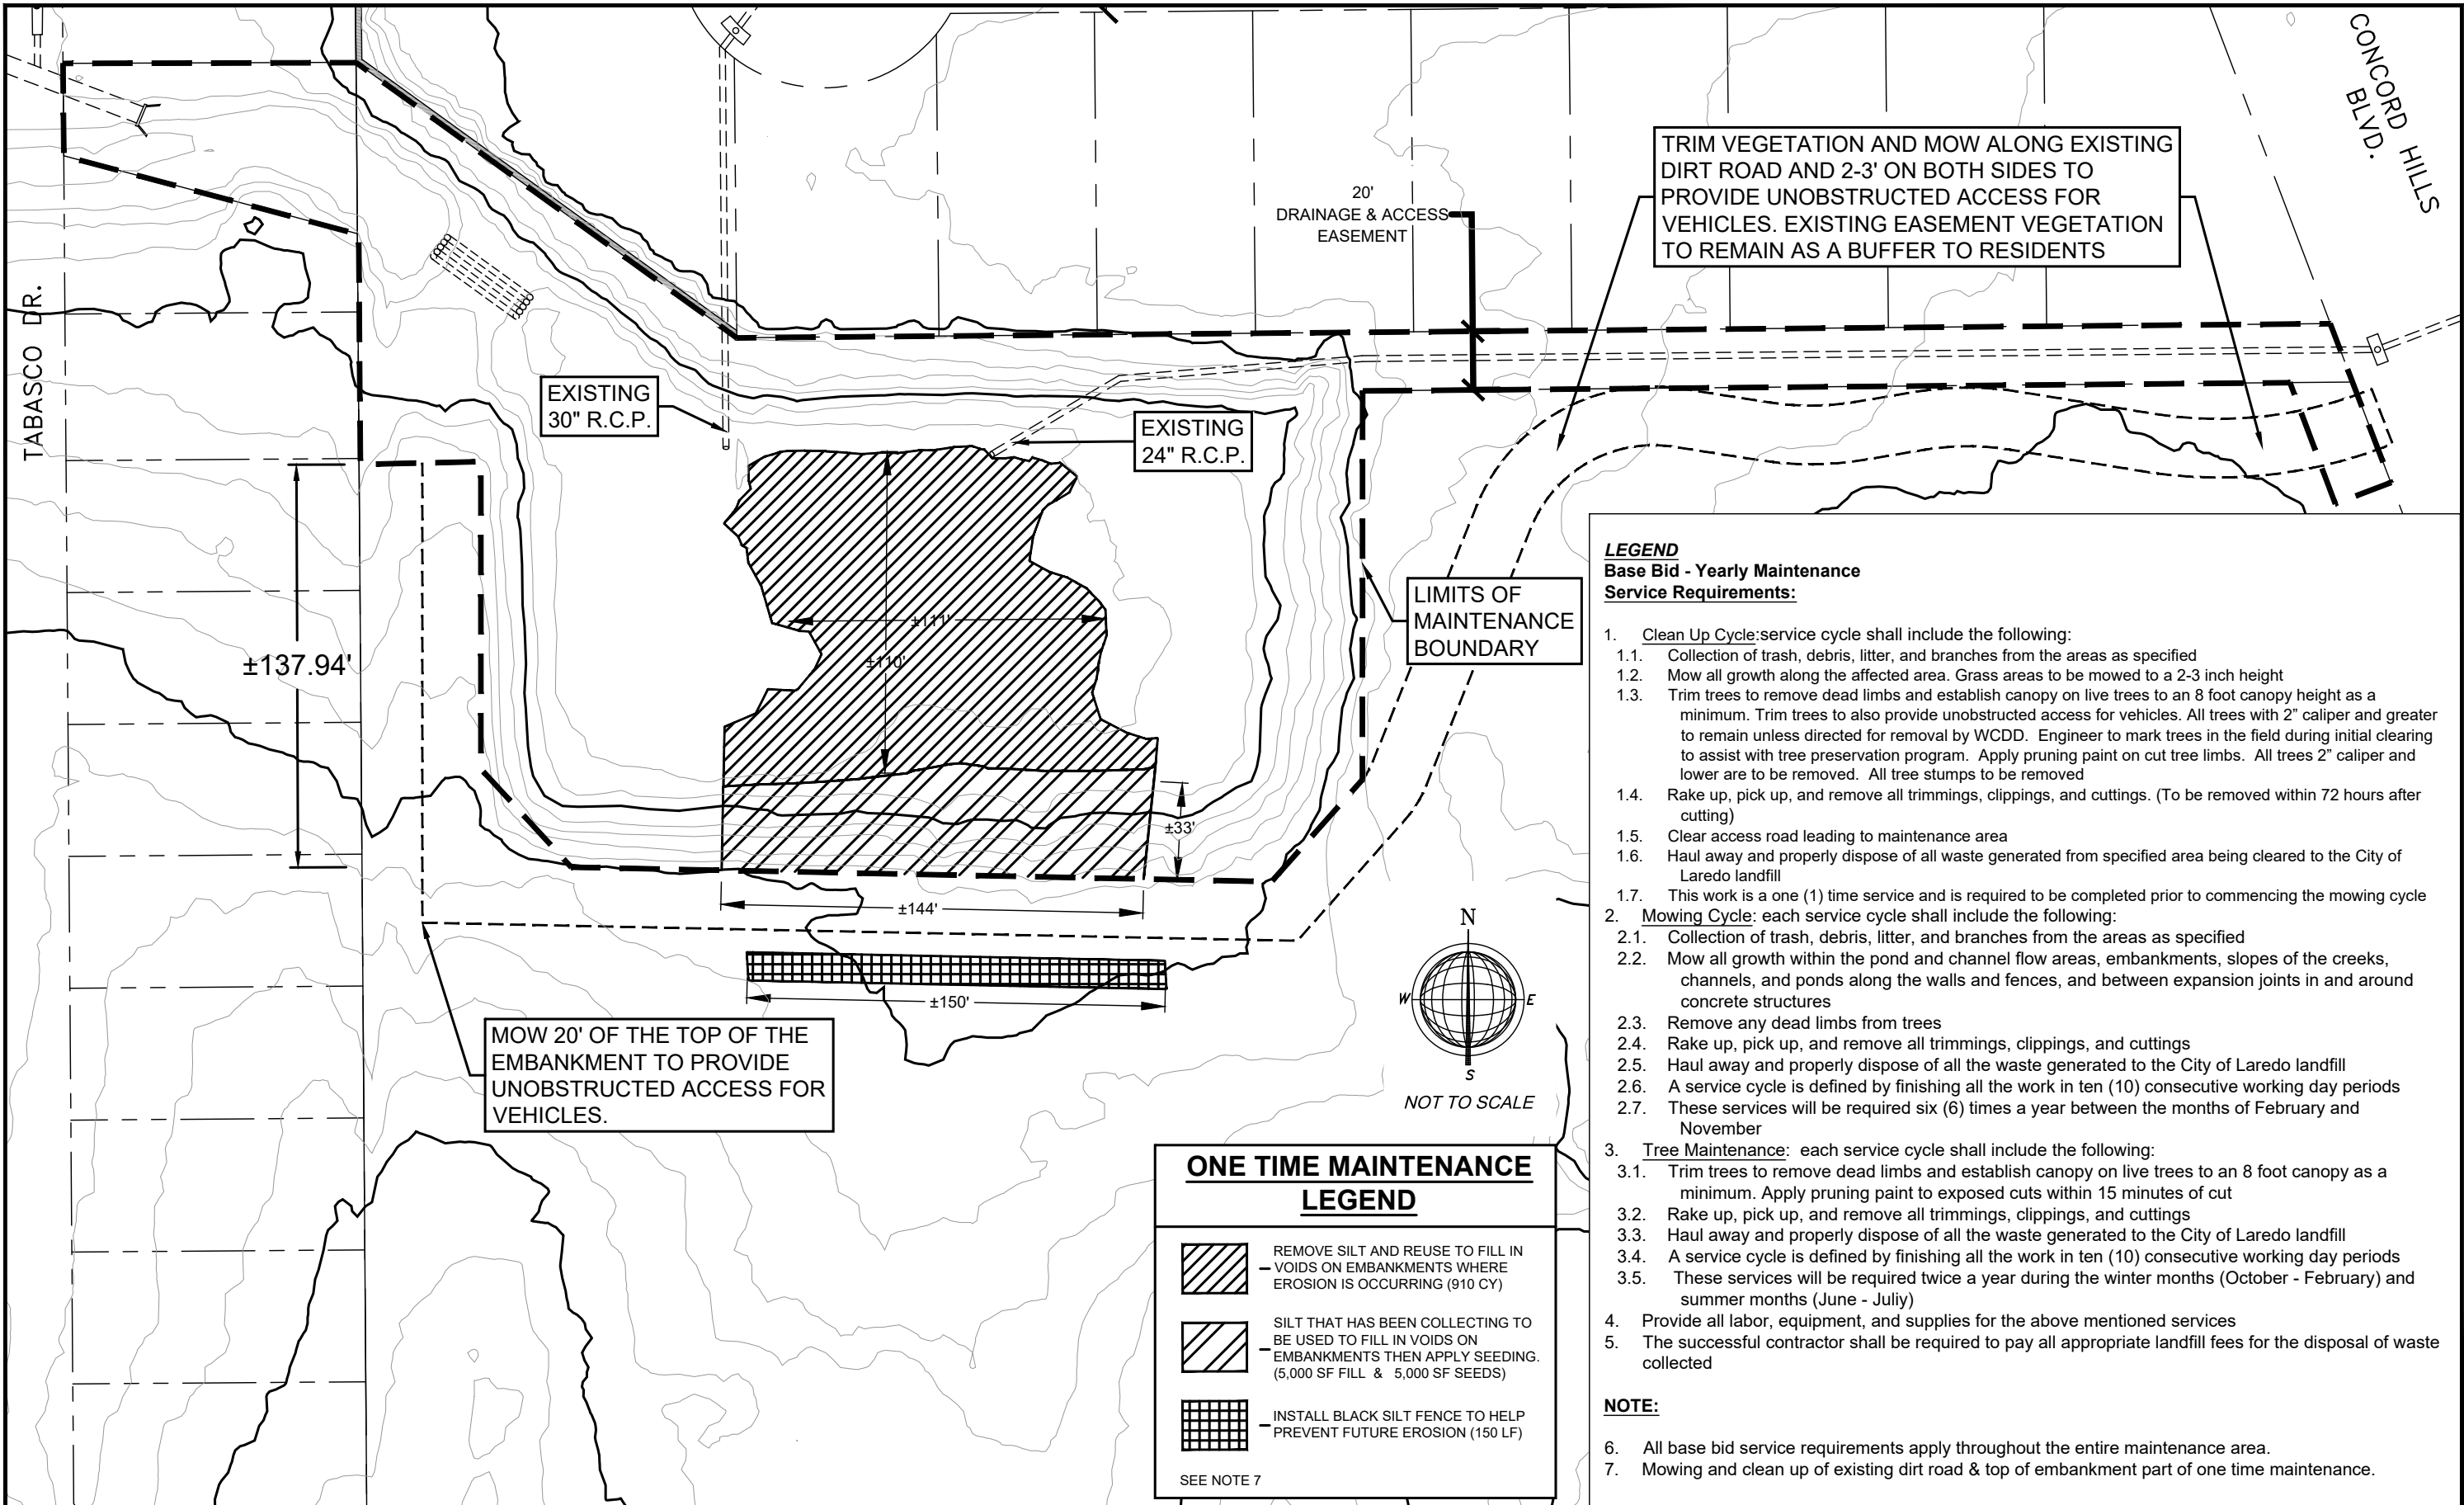 CONCORD HILLS
BLVD.
TRIM VEGETATION AND MOW ALONG EXISTING
DIRT ROAD AND 2-3' ON BOTH SIDES TO
PROVIDE UNOBSTRUCTED ACCESS FOR
VEHICLES. EXISTING EASEMENT VEGETATION
TO REMAIN AS A BUFFER TO RESIDENTS
20'
DRAINAGE & ACCESS
EASEMENT
TABASCO DR.
EXISTING
30" R.C.P.
EXISTING
24" R.C.P.
±137.94'
±111'
±110'
LIMITS OF
MAINTENANCE
BOUNDARY
±33'
±144'
±150'
MOW 20' OF THE TOP OF THE
EMBANKMENT TO PROVIDE
UNOBSTRUCTED ACCESS FOR
VEHICLES.
N
W
E
S
NOT TO SCALE
ONE TIME MAINTENANCE
LEGEND
REMOVE SILT AND REUSE TO FILL IN
VOIDS ON EMBANKMENTS WHERE
EROSION IS OCCURRING (910 CY)
SILT THAT HAS BEEN COLLECTING TO
BE USED TO FILL IN VOIDS ON
EMBANKMENTS THEN APPLY SEEDING.
(5,000 SF FILL & 5,000 SF SEEDS)
INSTALL BLACK SILT FENCE TO HELP
PREVENT FUTURE EROSION (150 LF)
SEE NOTE 7
LEGEND
Base Bid - Yearly Maintenance
Service Requirements:
1. Clean Up Cycle:service cycle shall include the following:
1.1. Collection of trash, debris, litter, and branches from the areas as specified
1.2. Mow all growth along the affected area. Grass areas to be mowed to a 2-3 inch height
1.3. Trim trees to remove dead limbs and establish canopy on live trees to an 8 foot canopy height as a
minimum. Trim trees to also provide unobstructed access for vehicles. All trees with 2" caliper and greater
to remain unless directed for removal by WCDD. Engineer to mark trees in the field during initial clearing
to assist with tree preservation program. Apply pruning paint on cut tree limbs. All trees 2" caliper and
lower are to be removed. All tree stumps to be removed
1.4. Rake up, pick up, and remove all trimmings, clippings, and cuttings. (To be removed within 72 hours after
cutting)
1.5. Clear access road leading to maintenance area
1.6. Haul away and properly dispose of all waste generated from specified area being cleared to the City of
Laredo landfill
1.7. This work is a one (1) time service and is required to be completed prior to commencing the mowing cycle
2. Mowing Cycle: each service cycle shall include the following:
2.1. Collection of trash, debris, litter, and branches from the areas as specified
2.2. Mow all growth within the pond and channel flow areas, embankments, slopes of the creeks,
channels, and ponds along the walls and fences, and between expansion joints in and around
concrete structures
2.3. Remove any dead limbs from trees
2.4. Rake up, pick up, and remove all trimmings, clippings, and cuttings
2.5. Haul away and properly dispose of all the waste generated to the City of Laredo landfill
2.6. A service cycle is defined by finishing all the work in ten (10) consecutive working day periods
2.7. These services will be required six (6) times a year between the months of February and
November
3. Tree Maintenance: each service cycle shall include the following:
3.1. Trim trees to remove dead limbs and establish canopy on live trees to an 8 foot canopy as a
minimum. Apply pruning paint to exposed cuts within 15 minutes of cut
3.2. Rake up, pick up, and remove all trimmings, clippings, and cuttings
3.3. Haul away and properly dispose of all the waste generated to the City of Laredo landfill
3.4. A service cycle is defined by finishing all the work in ten (10) consecutive working day periods
3.5. These services will be required twice a year during the winter months (October - February) and
summer months (June - Juliy)
4. Provide all labor, equipment, and supplies for the above mentioned services
5. The successful contractor shall be required to pay all appropriate landfill fees for the disposal of waste
collected
NOTE:
6. All base bid service requirements apply throughout the entire maintenance area.
7. Mowing and clean up of existing dirt road & top of embankment part of one time maintenance.